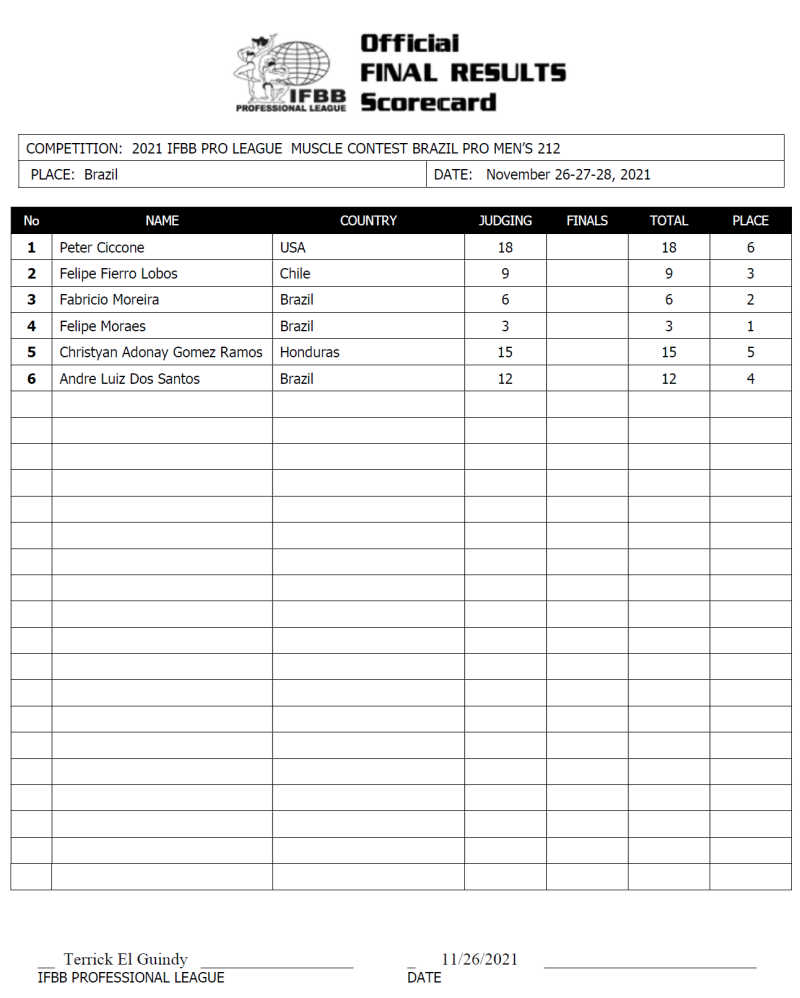 Official
FINAL RESULTS
IFBB
PROFESSIONAL LEAGUE
Scorecard
COMPETITION: 2021 IFBB PRO LEAGUE MUSCLE CONTEST BRAZIL PRO MEN'S 212
PLACE: Brazil DATE: November 26-27-28, 2021
No NAME COUNTRY JUDGING FINALS TOTAL PLACE
1 Peter Ciccone USA 18 18 6
2 Felipe Fierro Lobos Chile 9 9 3
3 Fabricio Moreira Brazil 6 6 2
4 Felipe Moraes Brazil 3 3 1
5 Christyan Adonay Gomez Ramos Honduras 15 15 5
6 Andre Luiz Dos Santos Brazil 12 12 4
Terrick El Guindy 11/26/2021
IFBB PROFESSIONAL LEAGUE DATE